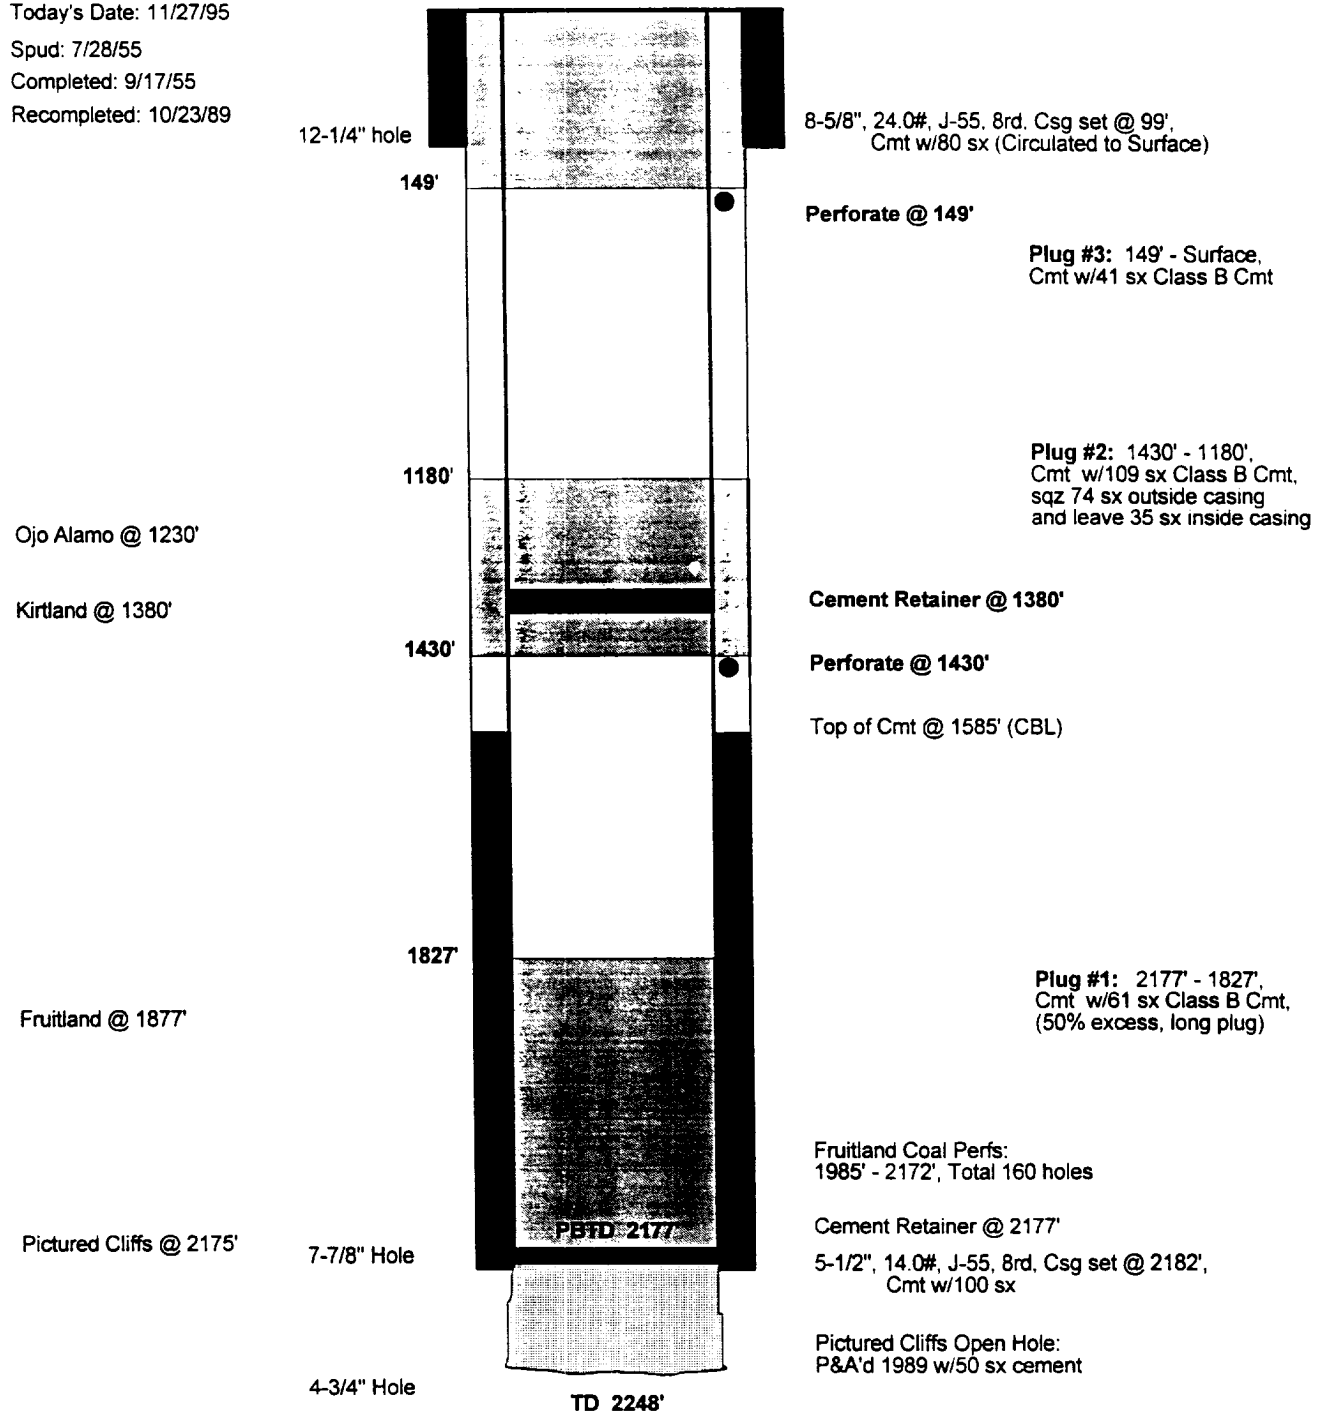 Today's Date: 11/27/95
Spud: 7/28/55
Completed: 9/17/55
Recompleted: 10/23/89
12-1/4" hole
8-5/8", 24.0#, J-55, 8rd, Csg set @ 99',
Cmt w/80 sx (Circulated to Surface)
149'
Perforate @ 149'
Plug #3: 149' - Surface,
Cmt w/41 sx Class B Cmt
1180'
Plug #2: 1430' - 1180',
Cmt w/109 sx Class B Cmt,
sqz 74 sx outside casing
and leave 35 sx inside casing
Ojo Alamo @ 1230'
Kirtland @ 1380'
Cement Retainer @ 1380'
1430'
Perforate @ 1430'
Top of Cmt @ 1585' (CBL)
1827'
Plug #1: 2177' - 1827',
Cmt w/61 sx Class B Cmt,
(50% excess, long plug)
Fruitland @ 1877'
Fruitland Coal Perfs:
1985' - 2172', Total 160 holes
PBTD 2177'
Cement Retainer @ 2177'
Pictured Cliffs @ 2175'
7-7/8" Hole
5-1/2", 14.0#, J-55, 8rd, Csg set @ 2182',
Cmt w/100 sx
Pictured Cliffs Open Hole:
P&A'd 1989 w/50 sx cement
4-3/4" Hole
TD 2248'